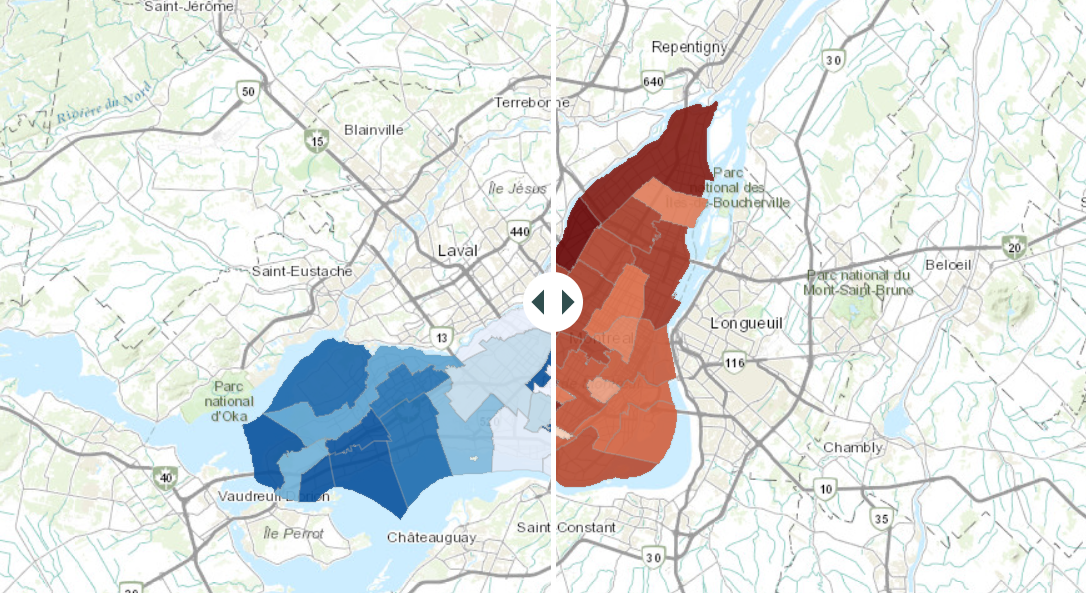 Saint-Jérôme
Repentigny
30
640
50
Rivière du Nord
Terrebonne
Blainville
15
Parc
national des
Îles-de-Boucherville
Île Jésus
440
Laval
20
Beloeil
Saint-Eustache
Parc national du
Mont-Saint-Bruno
Longueuil
13
Montréal
116
Parc
national
d'Oka
520
Chambly
40
10
Vaudreuil-Dorion
35
Saint Constant
Île Perrot
Châteauguay
30
S